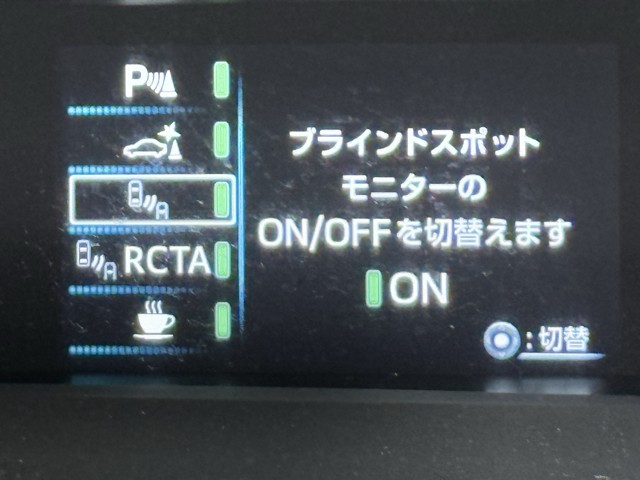 P
RCTA
ブラインドスポット
モニターの
ON/OFFを切替えます
ON
:切替